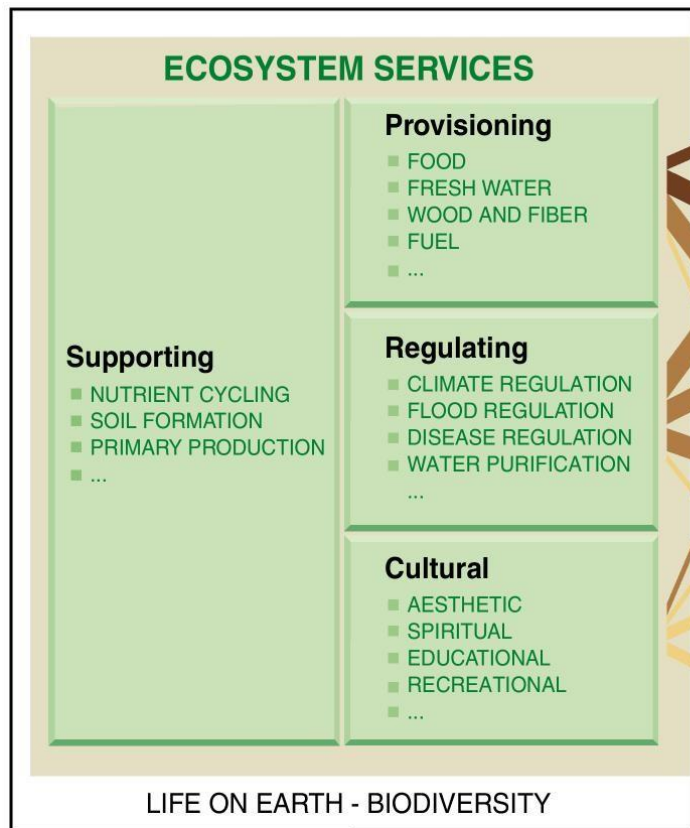 ECOSYSTEM SERVICES
Supporting
NUTRIENT CYCLING
SOIL FORMATION
PRIMARY PRODUCTION
...
Provisioning
FOOD
FRESH WATER
WOOD AND FIBER
FUEL
...
Regulating
CLIMATE REGULATION
FLOOD REGULATION
DISEASE REGULATION
WATER PURIFICATION
...
Cultural
AESTHETIC
SPIRITUAL
EDUCATIONAL
RECREATIONAL
...
LIFE ON EARTH - BIODIVERSITY